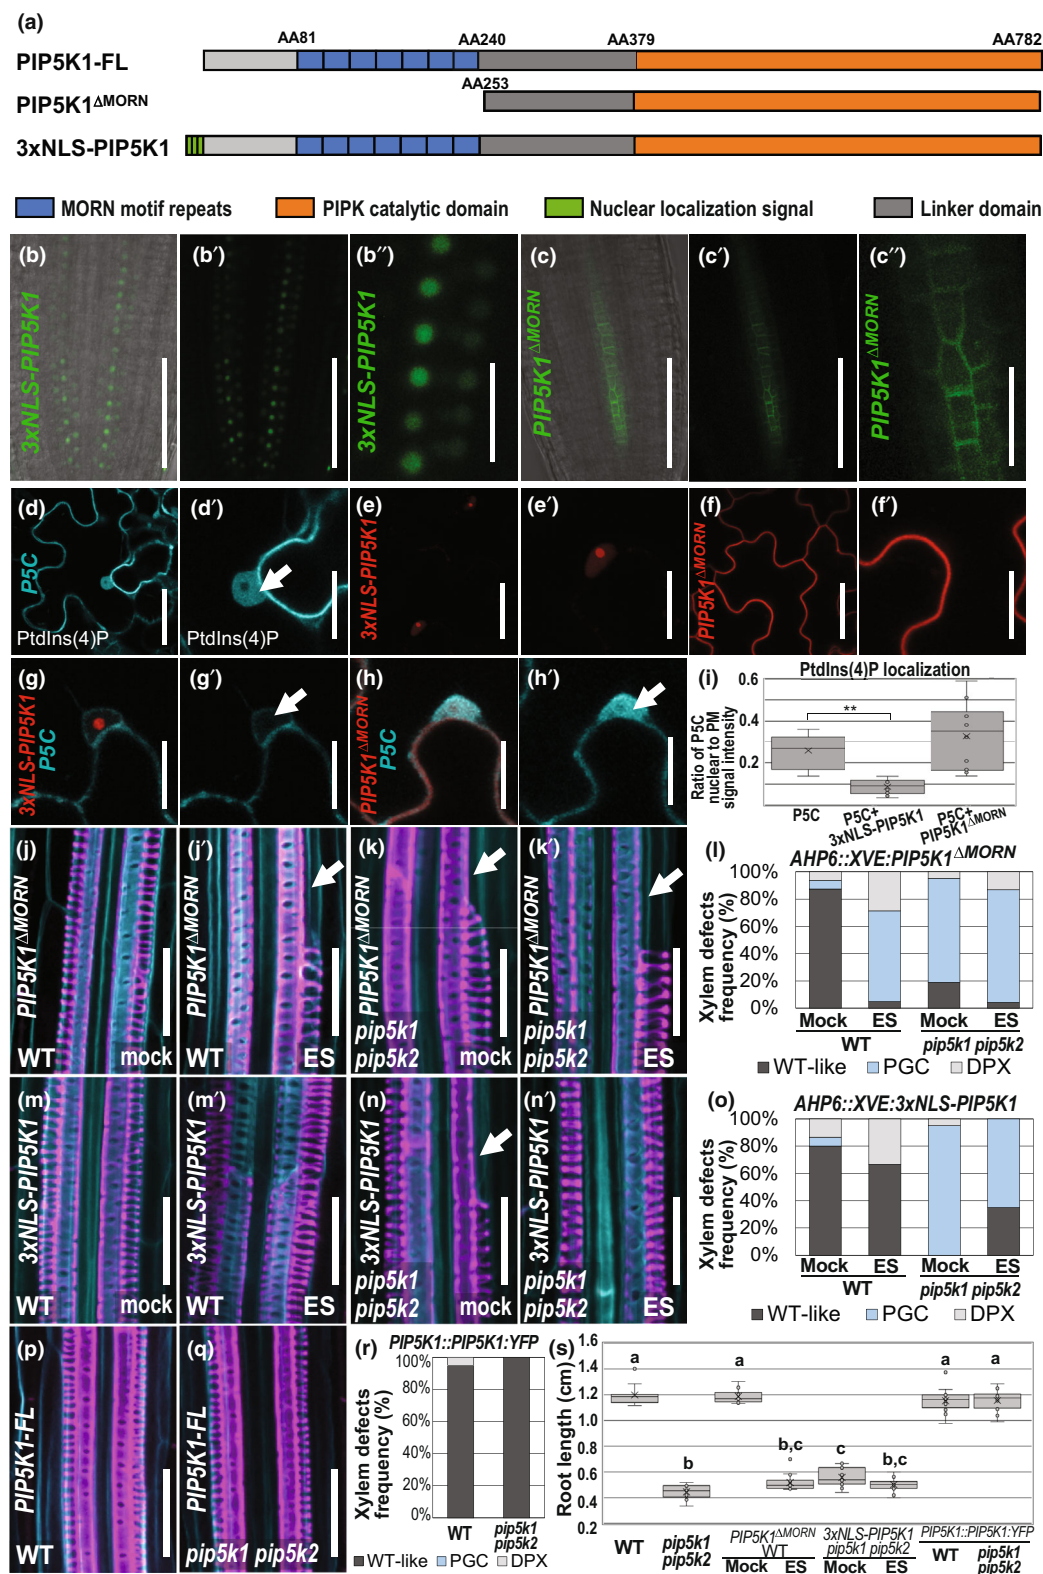 (a)
AA81 AA240 AA379 AA782
PIP5K1-FL
AA253
PIP5K1ΔMORN
3xNLS-PIP5K1
MORN motif repeats PIPK catalytic domain Nuclear localization signal Linker domain
(b) (b′) (b″) (c) (c′) (c″)
3xNLS-PIP5K1
3xNLS-PIP5K1
PIP5K1ΔMORN
PIP5K1ΔMORN
(d) (d′) (e) (e′) (f) (f′)
P5C
PtdIns(4)P
PtdIns(4)P
3xNLS-PIP5K1
PIP5K1ΔMORN
(g) (g′) (h) (h′)
3xNLS-PIP5K1
P5C
PIP5K1ΔMORN
P5C
(i)
PtdIns(4)P localization
Ratio of P5C
nuclear to PM
signal intensity
0.6
0.4
0.2
**
P5C
P5C+
3xNLS-PIP5K1
P5C+
PIP5K1ΔMORN
(j) (j′) (k) (k′)
PIP5K1ΔMORN
WT mock
PIP5K1ΔMORN
WT ES
PIP5K1ΔMORN
pip5k1
pip5k2 mock
PIP5K1ΔMORN
pip5k1
pip5k2 ES
(l)
AHP6::XVE:PIP5K1ΔMORN
Xylem defects
frequency (%)
100%
80%
60%
40%
20%
0%
Mock ES Mock ES
WT pip5k1 pip5k2
WT-like PGC DPX
(m) (m′) (n) (n′)
3xNLS-PIP5K1
WT mock
3xNLS-PIP5K1
WT ES
3xNLS-PIP5K1
pip5k1
pip5k2 mock
3xNLS-PIP5K1
pip5k1
pip5k2 ES
(o)
AHP6::XVE:3xNLS-PIP5K1
Xylem defects
frequency (%)
100%
80%
60%
40%
20%
0%
Mock ES Mock ES
WT pip5k1 pip5k2
WT-like PGC DPX
(p) (q)
PIP5K1-FL
WT
PIP5K1-FL
pip5k1 pip5k2
(r)
PIP5K1::PIP5K1:YFP
Xylem defects
frequency (%)
100%
80%
60%
40%
20%
0%
WT pip5k1
pip5k2
WT-like PGC DPX
(s)
Root length (cm)
1.6
1.4
1.2
1.0
0.8
0.6
0.4
0.2
a b a b,c c b,c a a
WT
pip5k1
pip5k2
PIP5K1ΔMORN
WT
Mock ES
3xNLS-PIP5K1
pip5k1 pip5k2
Mock ES
PIP5K1::PIP5K1:YFP
WT pip5k1
pip5k2